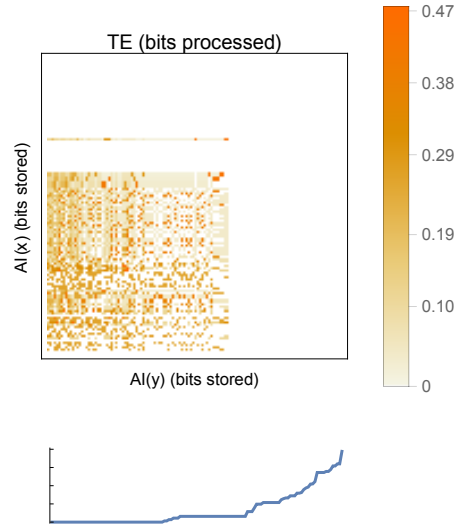 TE (bits processed)
AI(x) (bits stored)
AI(y) (bits stored)
0.47
0.38
0.29
0.19
0.10
0